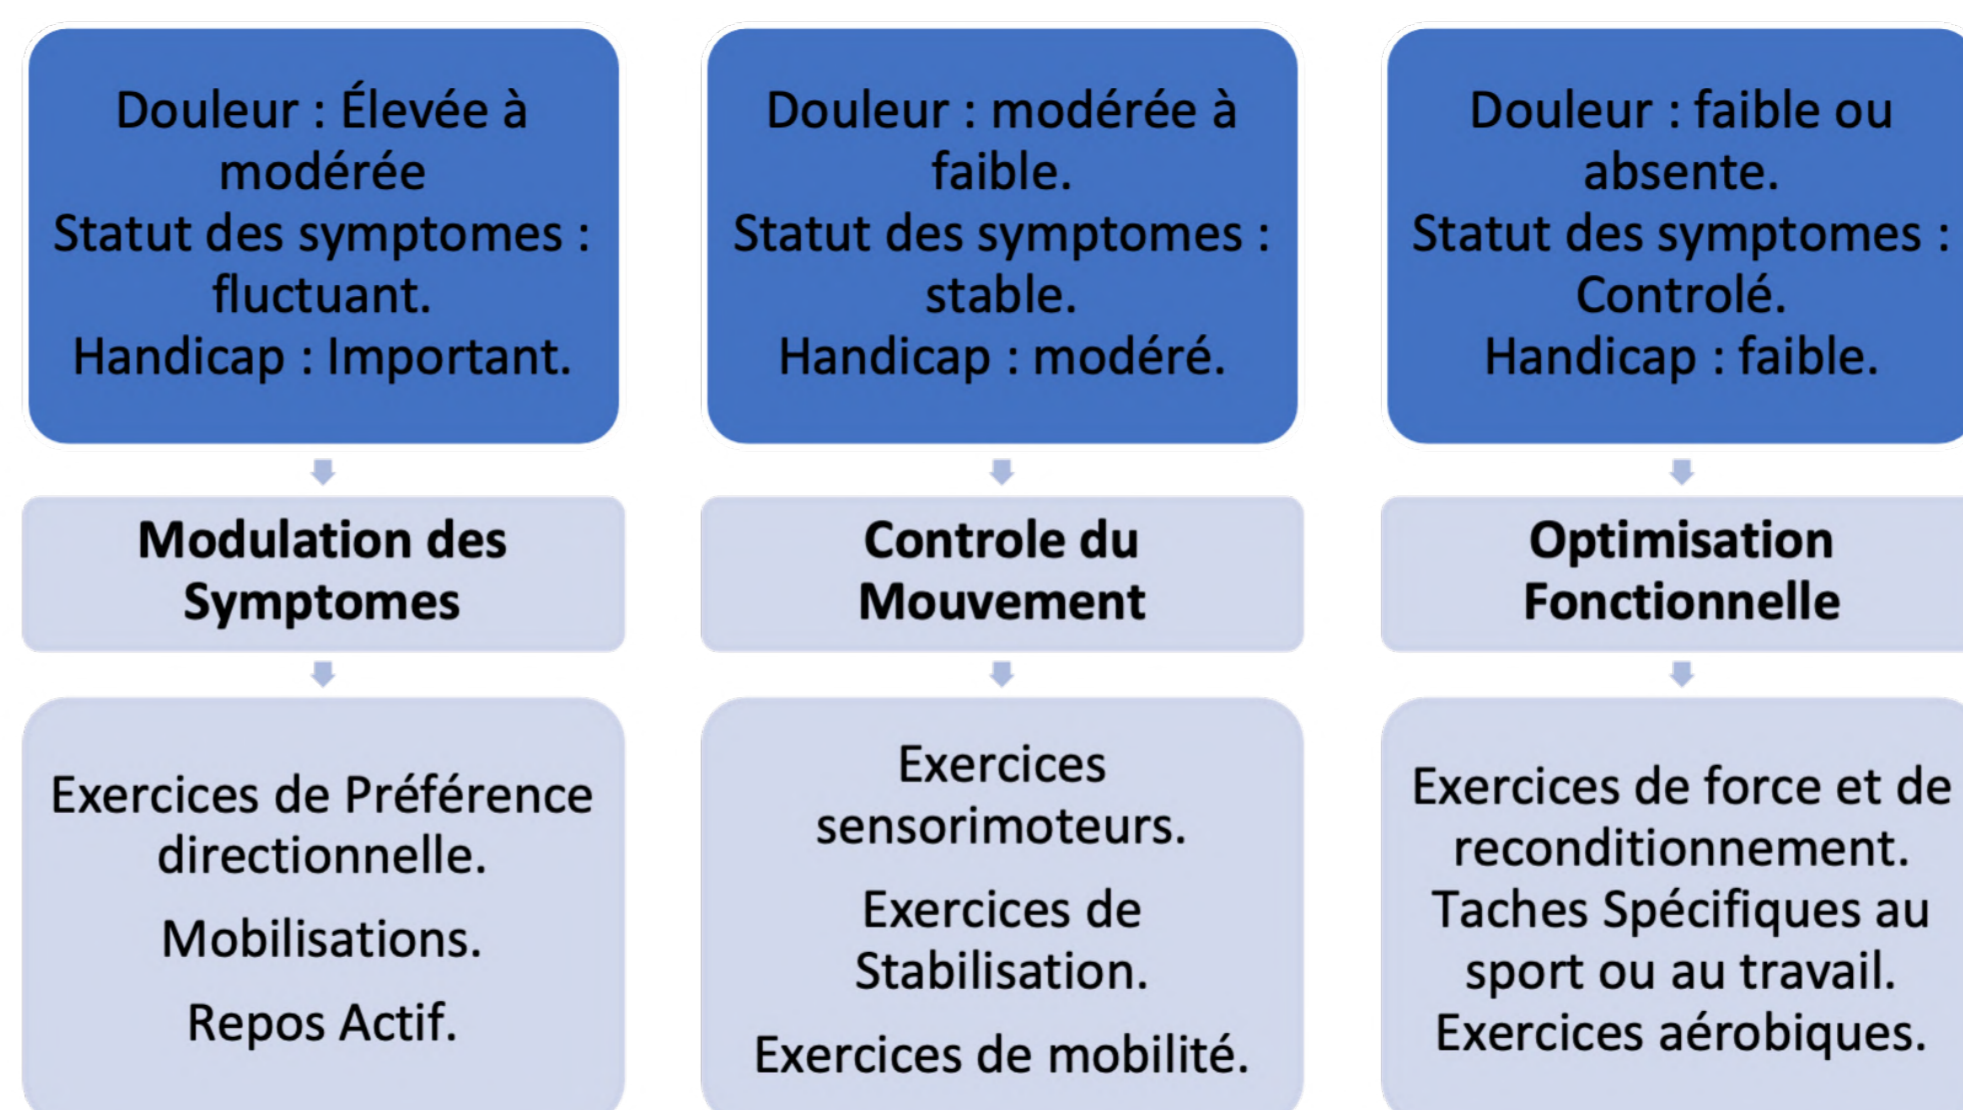 Douleur : Élevée à
modérée
Statut des symptomes :
fluctuant.
Handicap : Important.
Modulation des
Symptomes
Exercices de Préférence
directionnelle.
Mobilisations.
Repos Actif.
Douleur : modérée à
faible.
Statut des symptomes :
stable.
Handicap : modéré.
Controle du
Mouvement
Exercices
sensorimoteurs.
Exercices de
Stabilisation.
Exercices de mobilité.
Douleur : faible ou
absente.
Statut des symptomes :
Controlé.
Handicap : faible.
Optimisation
Fonctionnelle
Exercices de force et de
reconditionnement.
Taches Spécifiques au
sport ou au travail.
Exercices aérobiques.